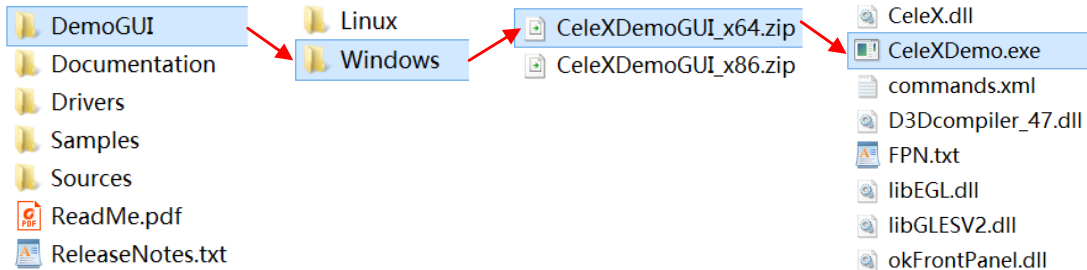 DemoGUI
Documentation
Drivers
Samples
Sources
ReadMe.pdf
ReleaseNotes.txt
Linux
Windows
CeleXDemoGUI_x64.zip
CeleXDemoGUI_x86.zip
CeleX.dll
CeleXDemo.exe
commands.xml
D3Dcompiler_47.dll
FPN.txt
libEGL.dll
libGLESV2.dll
okFrontPanel.dll